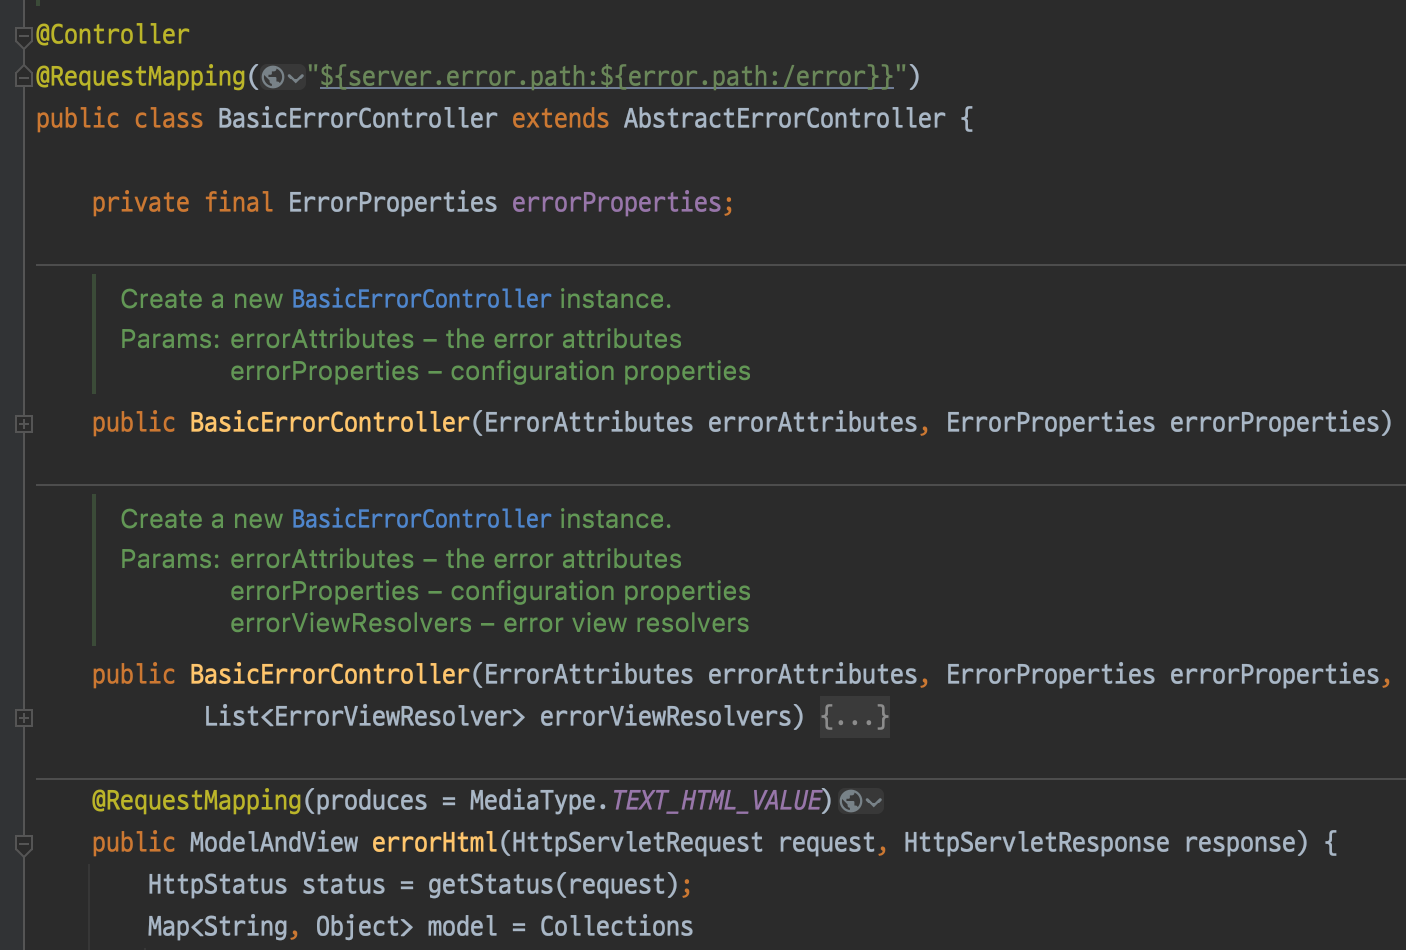 @Controller
@RequestMapping("${server.error.path:${error.path:/error}}")
public class BasicErrorController extends AbstractErrorController {
private final ErrorProperties errorProperties;
Create a new BasicErrorController instance.
Params: errorAttributes – the error attributes
errorProperties – configuration properties
public BasicErrorController(ErrorAttributes errorAttributes, ErrorProperties errorProperties)
Create a new BasicErrorController instance.
Params: errorAttributes – the error attributes
errorProperties – configuration properties
errorViewResolvers – error view resolvers
public BasicErrorController(ErrorAttributes errorAttributes, ErrorProperties errorProperties,
List<ErrorViewResolver> errorViewResolvers) {...}
@RequestMapping(produces = MediaType.TEXT_HTML_VALUE)
public ModelAndView errorHtml(HttpServletRequest request, HttpServletResponse response) {
HttpStatus status = getStatus(request);
Map<String, Object> model = Collections